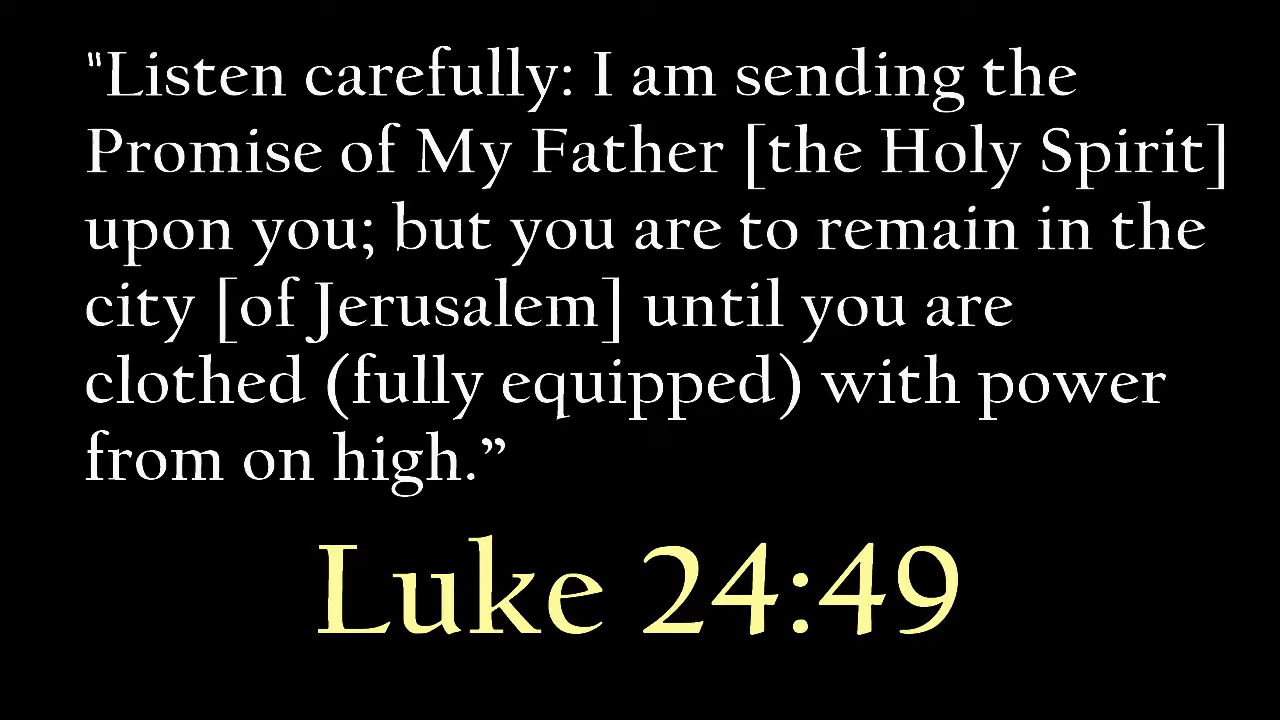 "Listen carefully: I am sending the
Promise of My Father [the Holy Spirit]
upon you; but you are to remain in the
city [of Jerusalem] until you are
clothed (fully equipped) with power
from on high.”
Luke 24:49